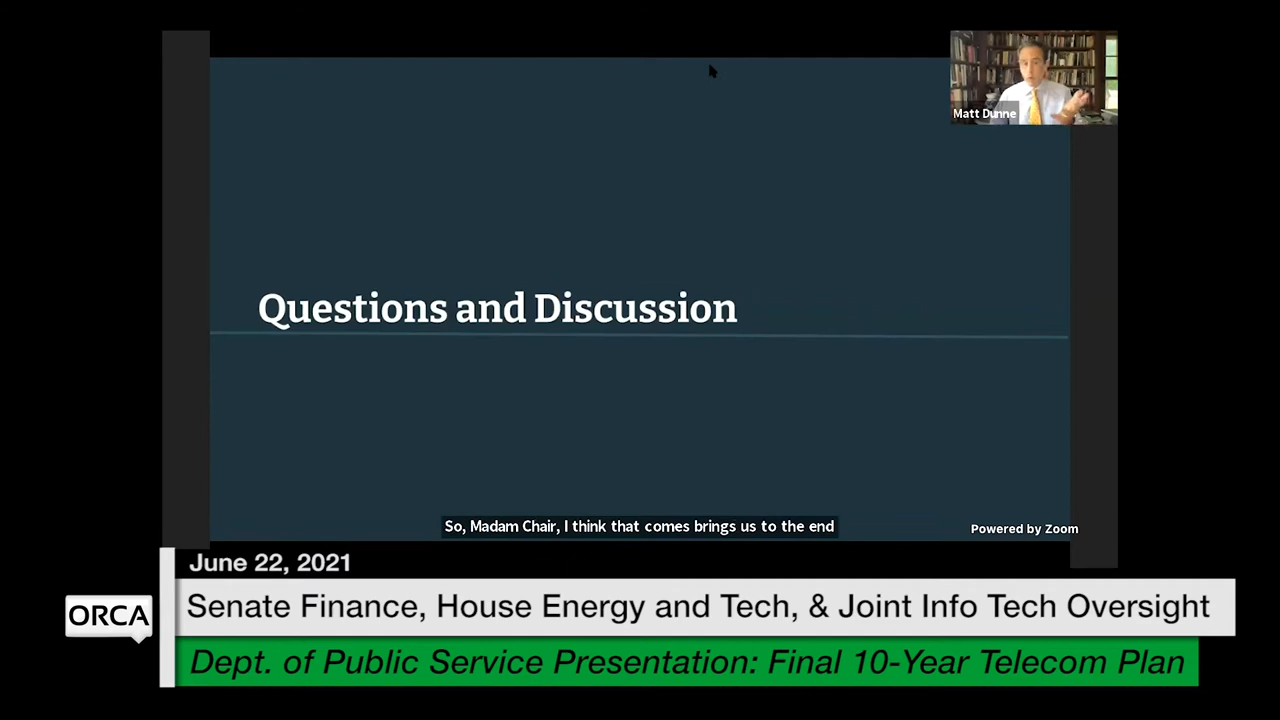 Matt Dunne
Questions and Discussion
So, Madam Chair, I think that comes brings us to the end
Powered by Zoom
June 22, 2021
ORCA
Senate Finance, House Energy and Tech, & Joint Info Tech Oversight
Dept. of Public Service Presentation: Final 10-Year Telecom Plan